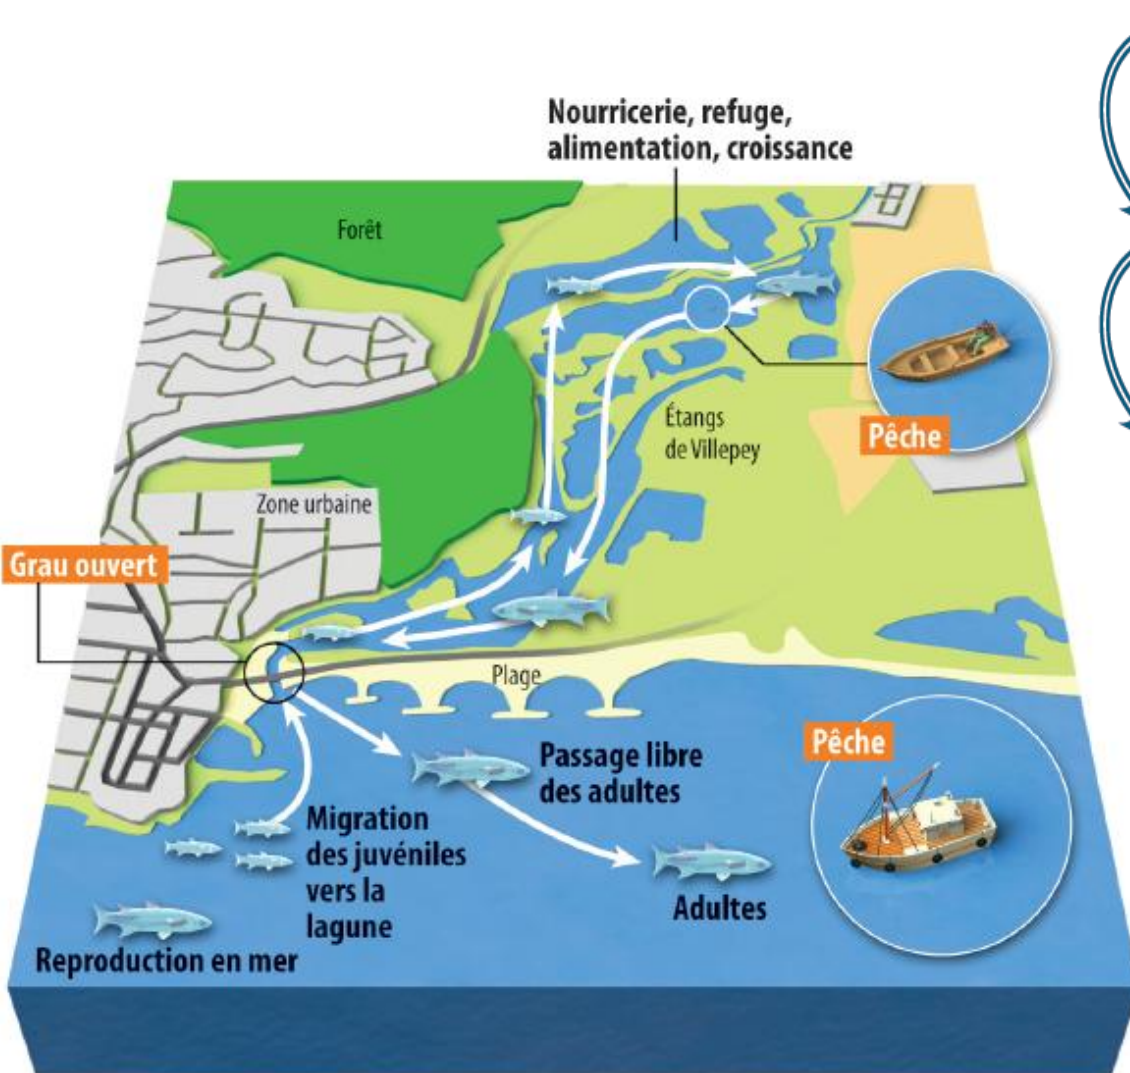 Nourricerie, refuge,
alimentation, croissance
Forêt
Pêche
Étangs
de Villepey
Zone urbaine
Grau ouvert
Plage
Pêche
Passage libre
des adultes
Migration
des juvéniles
vers la
lagune
Adultes
Reproduction en mer